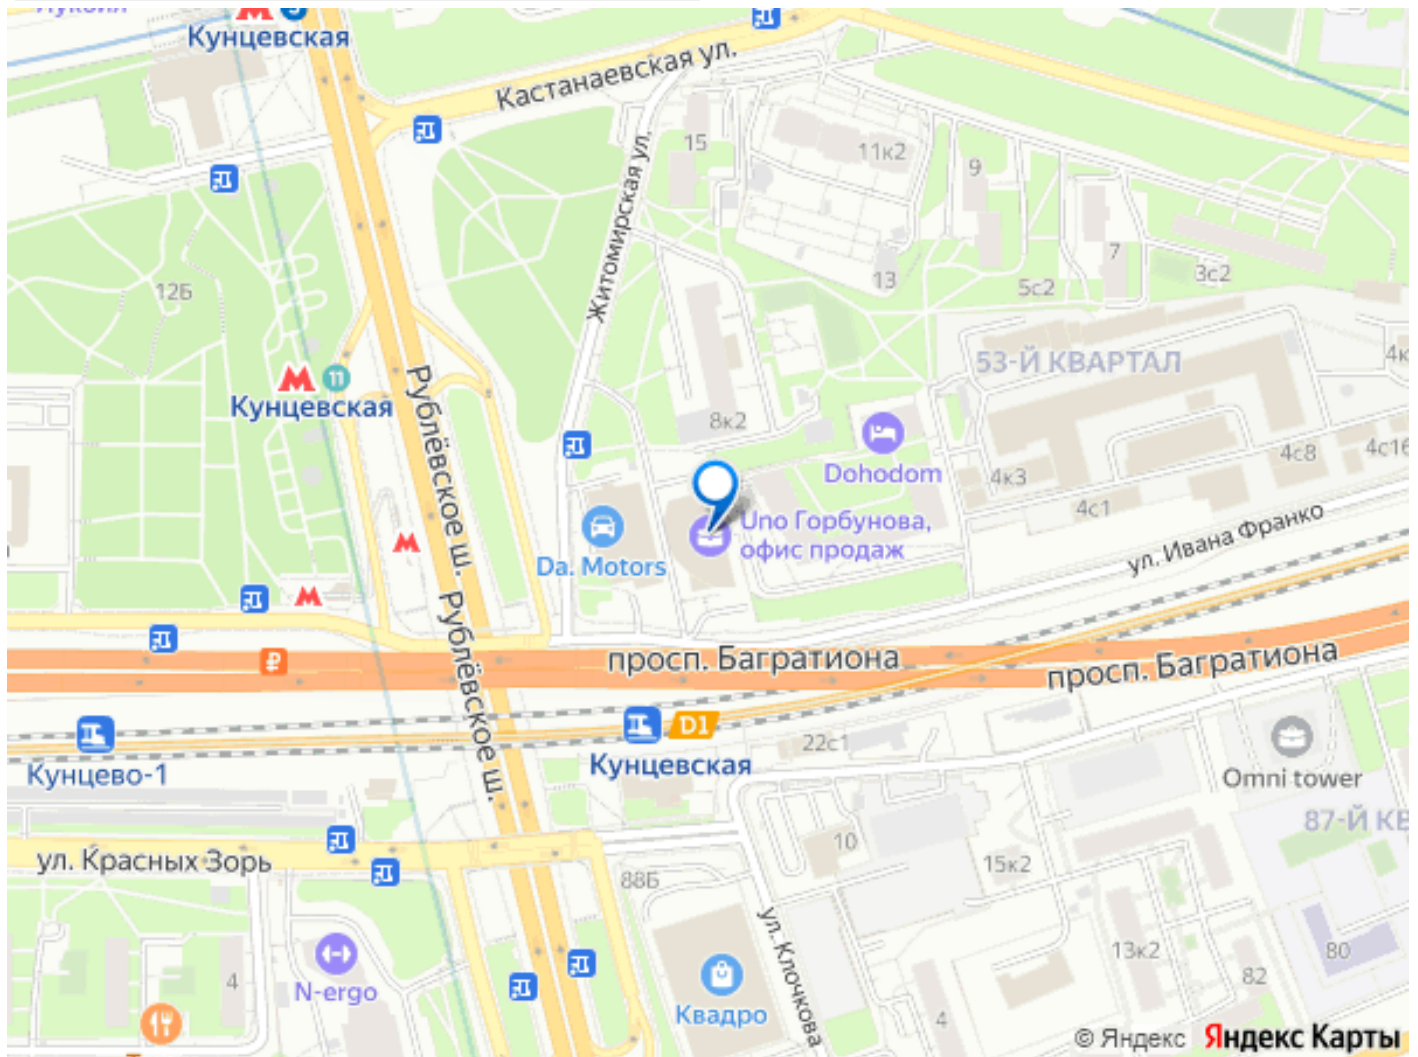 Кунцевская
Кастанаевская ул.
15
11к2
9
Житомирская ул.
13
7
3с2
5с2
12Б
53-Й КВАРТАЛ
4к
11
Кунцевская
Рублёвское ш.
8к2
Dohodom
4к3
4с8
4с16
4с1
Uno Горбунова,
офис продаж
Da. Motors
ул. Ивана Франко
Рублёвское ш.
просп. Багратиона
просп. Багратиона
D1
22с1
Кунцевская
Кунцево-1
Omni tower
87-Й КВ
ул. Красных Зорь
10
15к2
88Б
ул. Клочкова
13к2
80
82
4
N-ergo
Квадро
4
© Яндекс Яндекс Карты